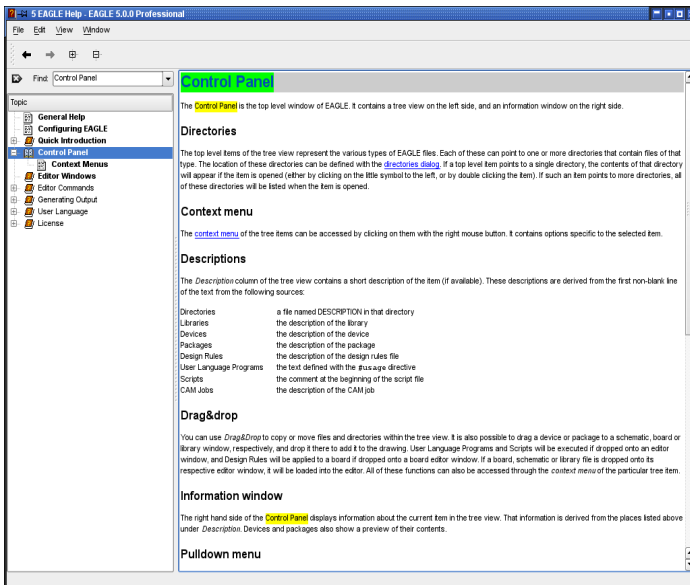 5 EAGLE Help - EAGLE 5.0.0 Professional
File Edit View Window
Find: Control Panel
Topic
General Help
Configuring EAGLE
Quick Introduction
Control Panel
Context Menus
Editor Windows
Editor Commands
Generating Output
User Language
License
Control Panel
The Control Panel is the top level window of EAGLE. It contains a tree view on the left side, and an information window on the right side.
Directories
The top level items of the tree view represent the various types of EAGLE files. Each of these can point to one or more directories that contain files of that
type. The location of these directories can be defined with the directories dialog. If a top level item points to a single directory, the contents of that directory
will appear if the item is opened (either by clicking on the little symbol to the left, or by double clicking the item). If such an item points to more directories, all
of these directories will be listed when the item is opened.
Context menu
The context menu of the tree items can be accessed by clicking on them with the right mouse button. It contains options specific to the selected item.
Descriptions
The Description column of the tree view contains a short description of the item (if available). These descriptions are derived from the first non-blank line
of the text from the following sources:
Directories a file named DESCRIPTION in that directory
Libraries the description of the library
Devices the description of the device
Packages the description of the package
Design Rules the description of the design rules file
User Language Programs the text defined with the #usage directive
Scripts the comment at the beginning of the script file
CAM Jobs the description of the CAM job
Drag&drop
You can use Drag&Drop to copy or move files and directories within the tree view. It is also possible to drag a device or package to a schematic, board or
library window, respectively, and drop it there to add it to the drawing. User Language Programs and Scripts will be executed if dropped onto an editor
window, and Design Rules will be applied to a board if dropped onto a board editor window. If a board, schematic or library file is dropped onto its
respective editor window, it will be loaded into the editor. All of these functions can also be accessed through the context menu of the particular tree item.
Information window
The right hand side of the Control Panel displays information about the current item in the tree view. That information is derived from the places listed above
under Description. Devices and packages also show a preview of their contents.
Pulldown menu